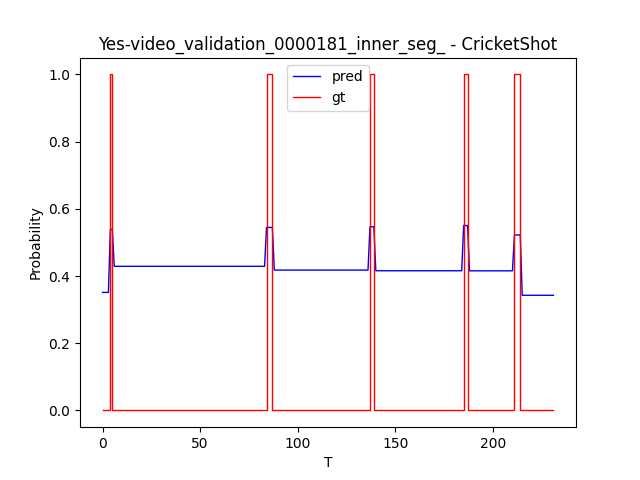 Yes-video_validation_0000181_inner_seg_ - CricketShot
pred
gt
1.0
0.8
0.6
0.4
0.2
0.0
Probability
0
50
100
150
200
T